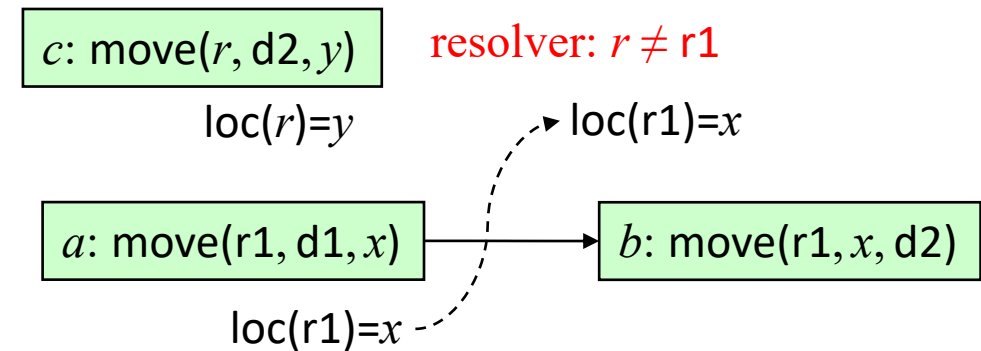 c: move(r, d2, y)
resolver: r ≠ r1
loc(r)=y
loc(r1)=x
a: move(r1, d1, x)
b: move(r1, x, d2)
loc(r1)=x